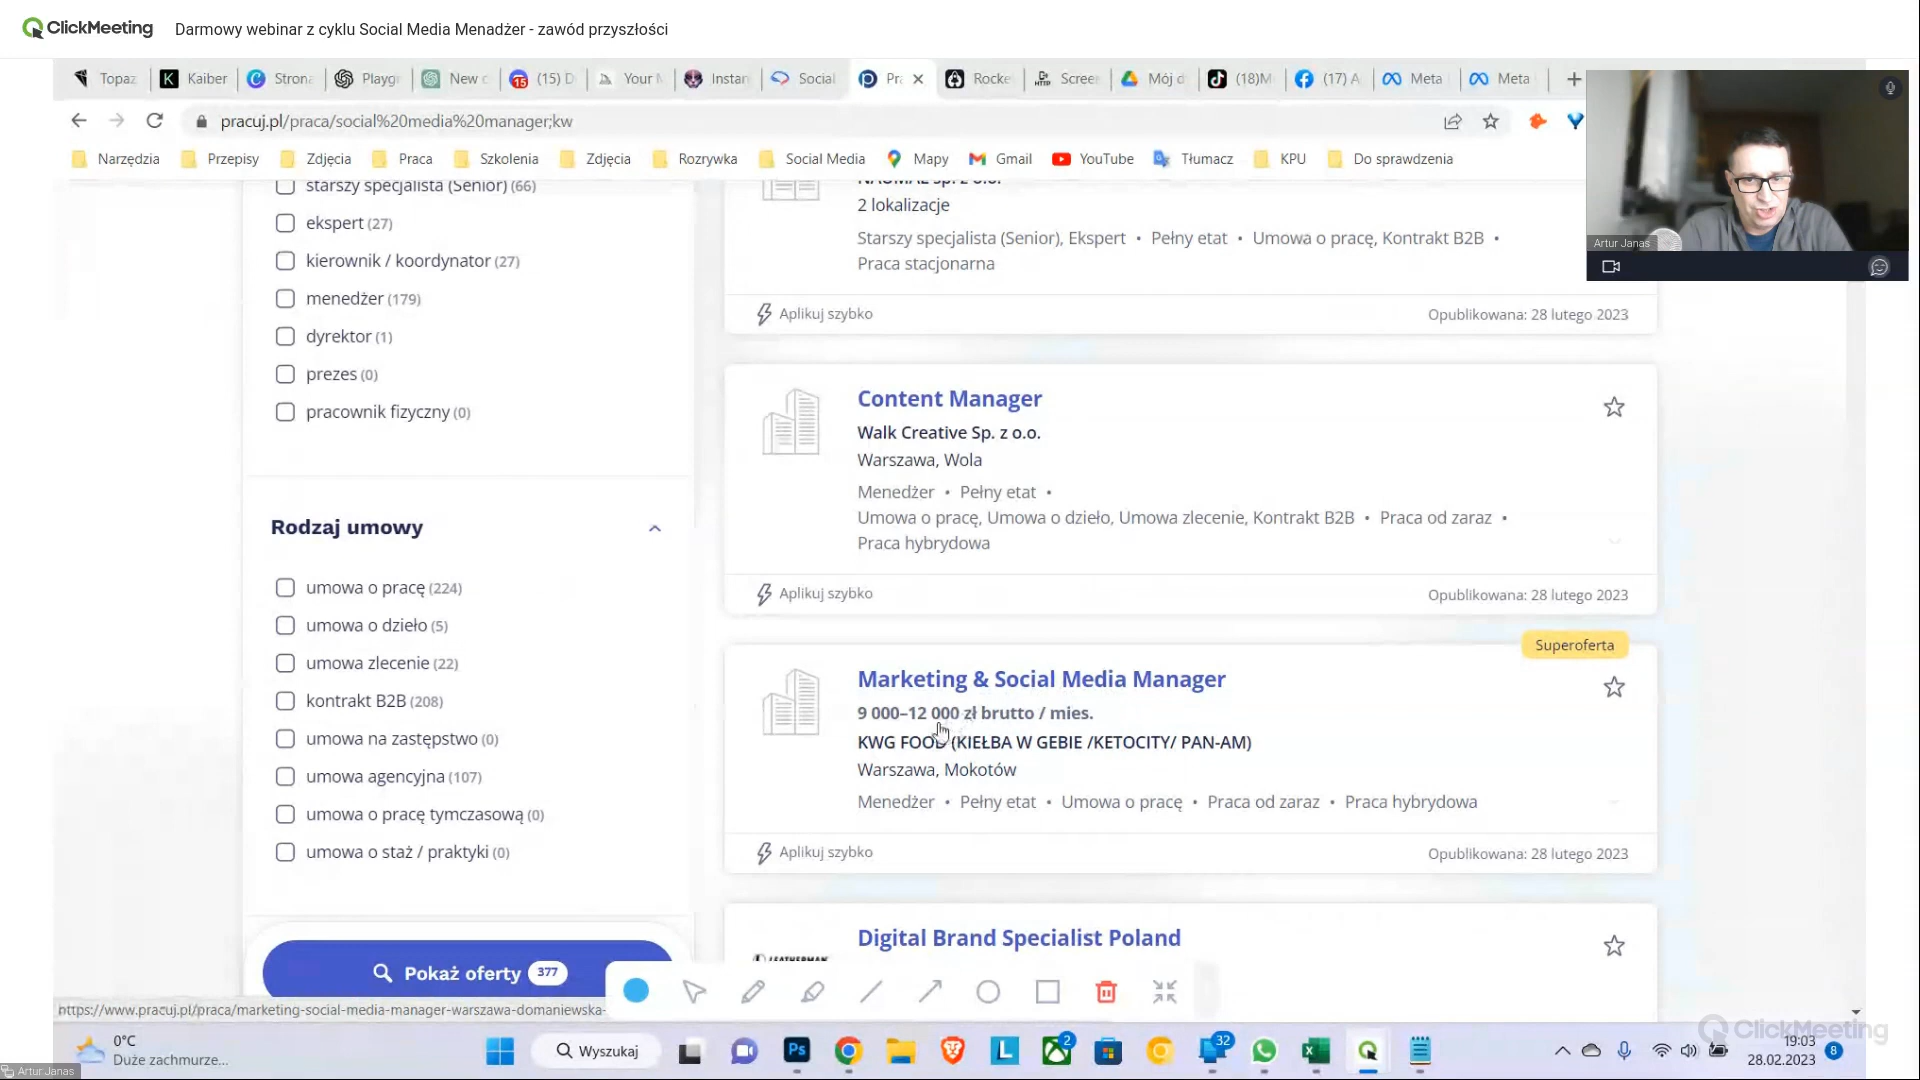 ClickMeeting Darmowy webinar z cyklu Social Media Menadżer - zawód przyszłości
Topaz Kaiber Strona Playgr New c (15) D Your M Instan Social Pra Rocke Scree Mój d (18)M (17) A Meta Meta
pracuj.pl/praca/social%20media%20manager;kw
Narzędzia Przepisy Zdjęcia Praca Szkolenia Zdjęcia Rozrywka Social Media Mapy Gmail YouTube Tłumacz KPU Do sprawdzenia
Artur Janas
starszy specjalista (Senior) (66)
ekspert (27)
kierownik / koordynator (27)
menedżer (179)
dyrektor (1)
prezes (0)
pracownik fizyczny (0)
Rodzaj umowy
umowa o pracę (224)
umowa o dzieło (5)
umowa zlecenie (22)
kontrakt B2B (208)
umowa na zastępstwo (0)
umowa agencyjna (107)
umowa o pracę tymczasową (0)
umowa o staż / praktyki (0)
Pokaż oferty 377
2 lokalizacje
Starszy specjalista (Senior), Ekspert • Pełny etat • Umowa o pracę, Kontrakt B2B •
Praca stacjonarna
Aplikuj szybko Opublikowana: 28 lutego 2023
Content Manager
Walk Creative Sp. z o.o.
Warszawa, Wola
Menedżer • Pełny etat •
Umowa o pracę, Umowa o dzieło, Umowa zlecenie, Kontrakt B2B • Praca od zaraz •
Praca hybrydowa
Aplikuj szybko Opublikowana: 28 lutego 2023
Superoferta
Marketing & Social Media Manager
9 000–12 000 zł brutto / mies.
KWG FOOD (KIEŁBA W GEBIE /KETOCITY/ PAN-AM)
Warszawa, Mokotów
Menedżer • Pełny etat • Umowa o pracę • Praca od zaraz • Praca hybrydowa
Aplikuj szybko Opublikowana: 28 lutego 2023
Digital Brand Specialist Poland
LEATHERMAN
https://www.pracuj.pl/praca/marketing-social-media-manager-warszawa-domaniewska-
ClickMeeting
0°C
Duże zachmurze...
Wyszukaj
Ps
L
2
32
19:03
28.02.2023
8
Artur Janas